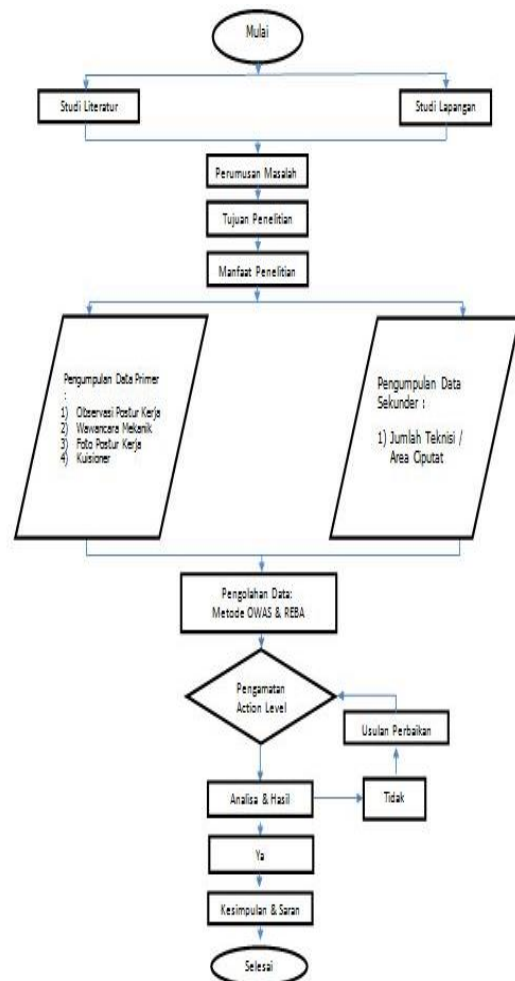 Mulai
Studi Literatur
Studi Lapangan
Perumusan Masalah
Tujuan Penelitian
Manfaat Penelitian
Pengumpulan Data Primer
:
1) Observasi Postur Kerja
2) Wawancara Mekanik
3) Foto Postur Kerja
4) Kuisioner
Pengumpulan Data
Sekunder :
1) Jumlah Teknisi /
Area Ciputat
Pengolahan Data:
Metode OWAS & REBA
Pengamatan
Action Level
Usulan Perbaikan
Analisa & Hasil
Tidak
Ya
Kesimpulan & Saran
Selesai